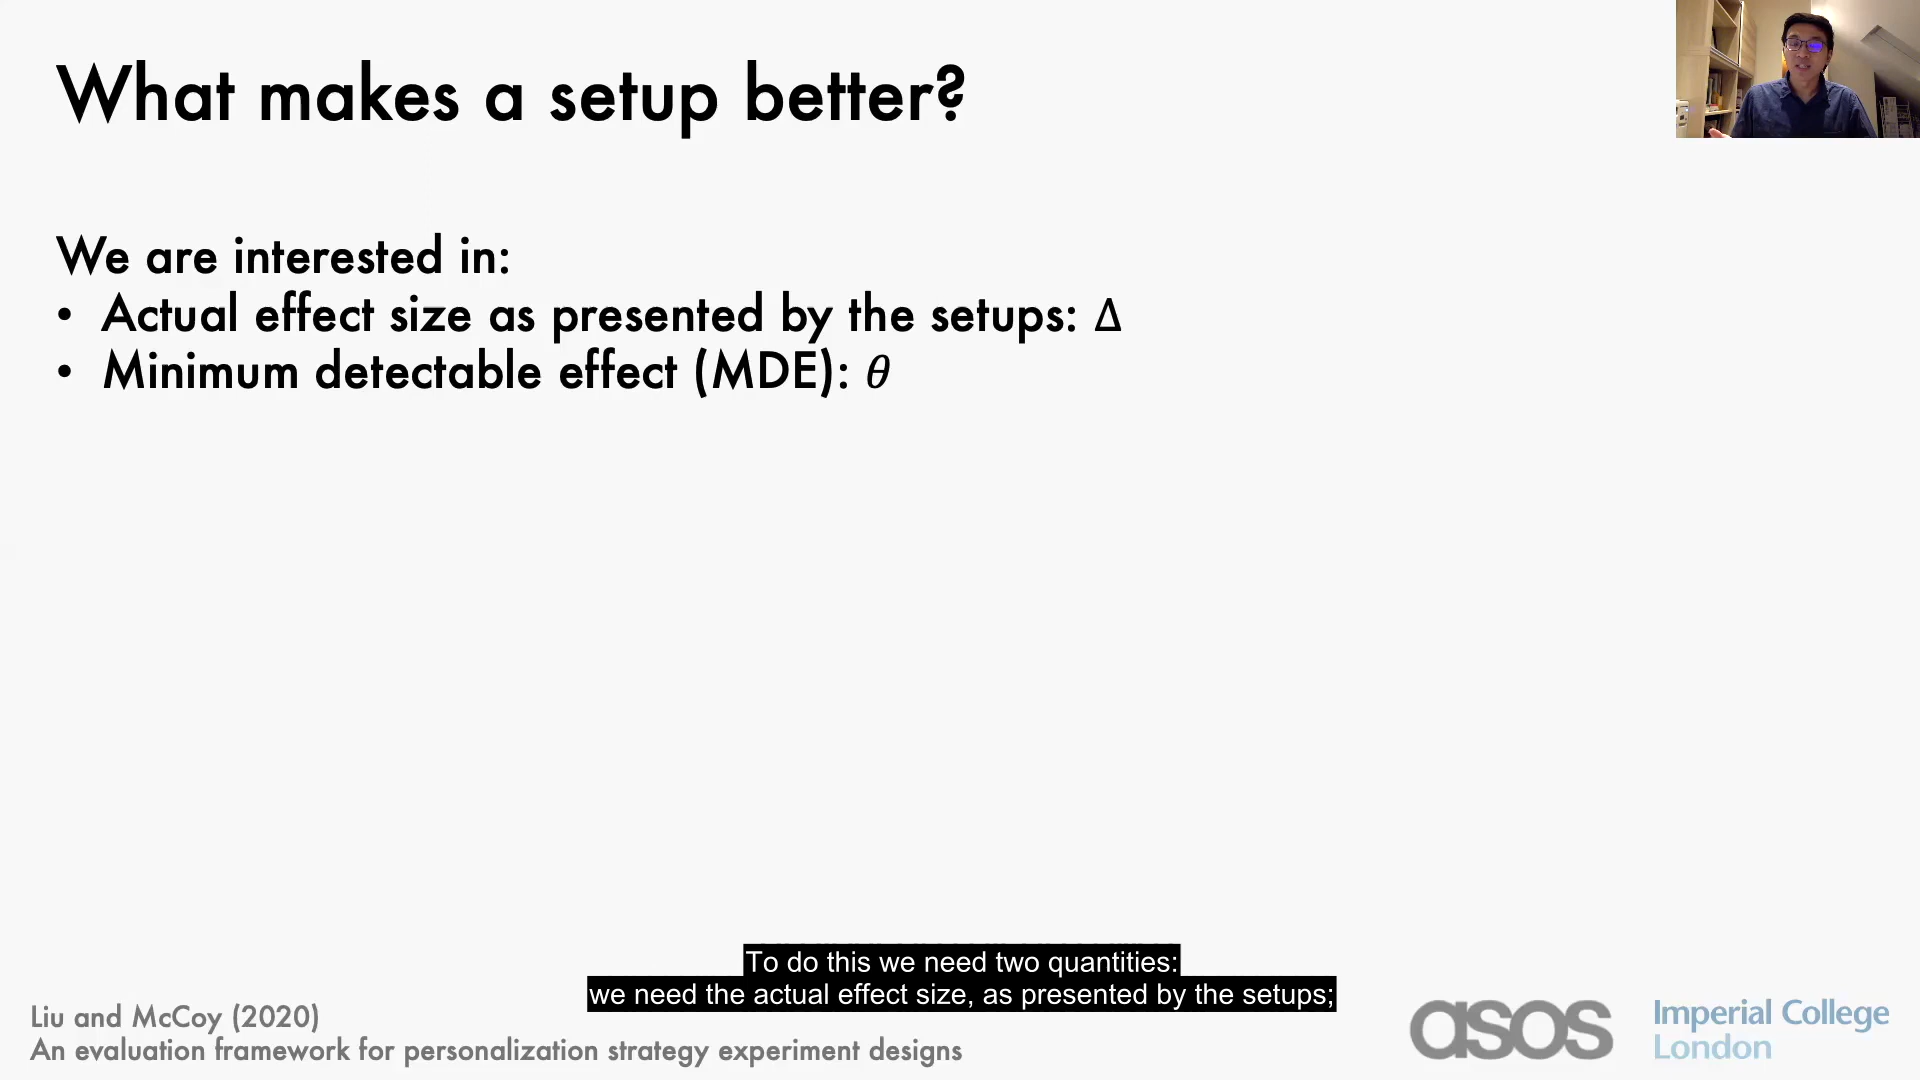 What makes a setup better?
We are interested in:
• Actual effect size as presented by the setups: Δ
• Minimum detectable effect (MDE): θ
To do this we need two quantities:
we need the actual effect size, as presented by the setups;
Liu and McCoy (2020)
An evaluation framework for personalization strategy experiment designs
asos
Imperial College
London